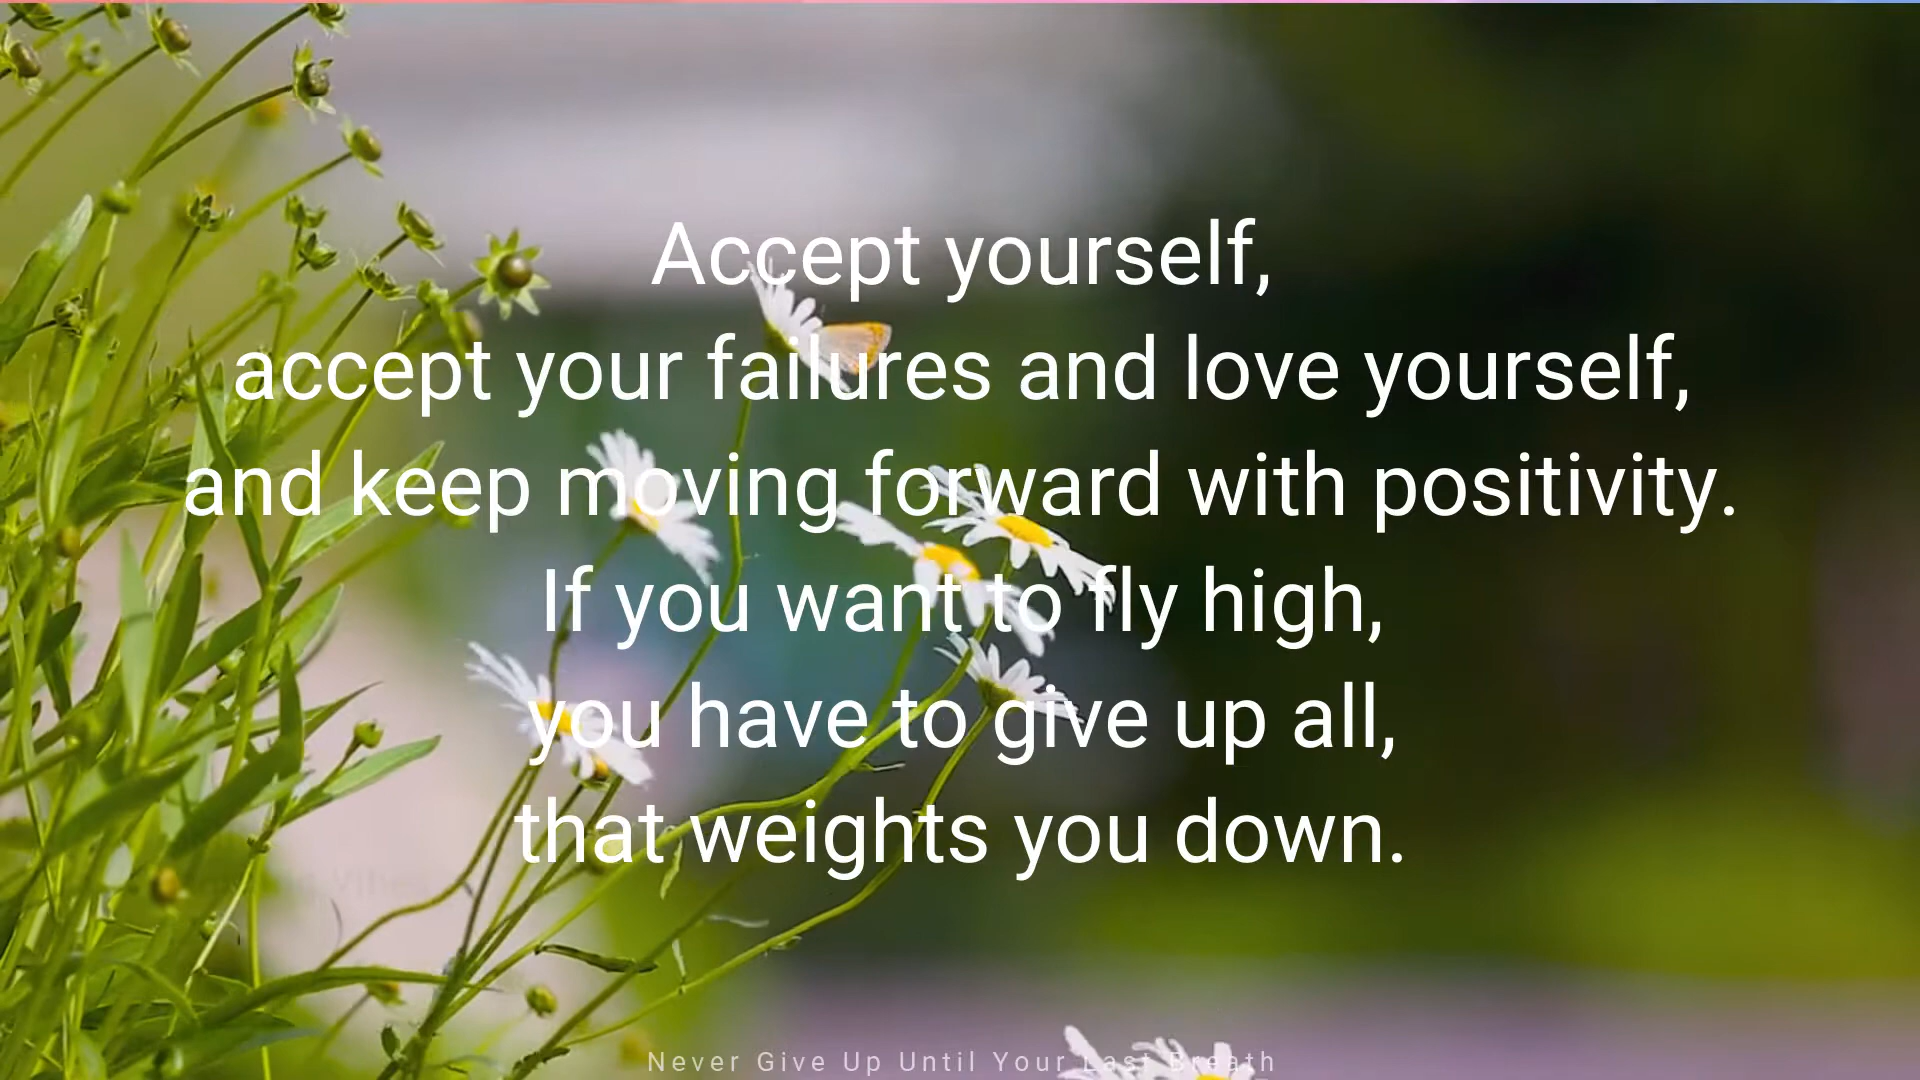 Accept yourself,
accept your failures and love yourself,
and keep moving forward with positivity.
If you want to fly high,
you have to give up all,
that weights you down.
Never Give Up Until Your Last Breath